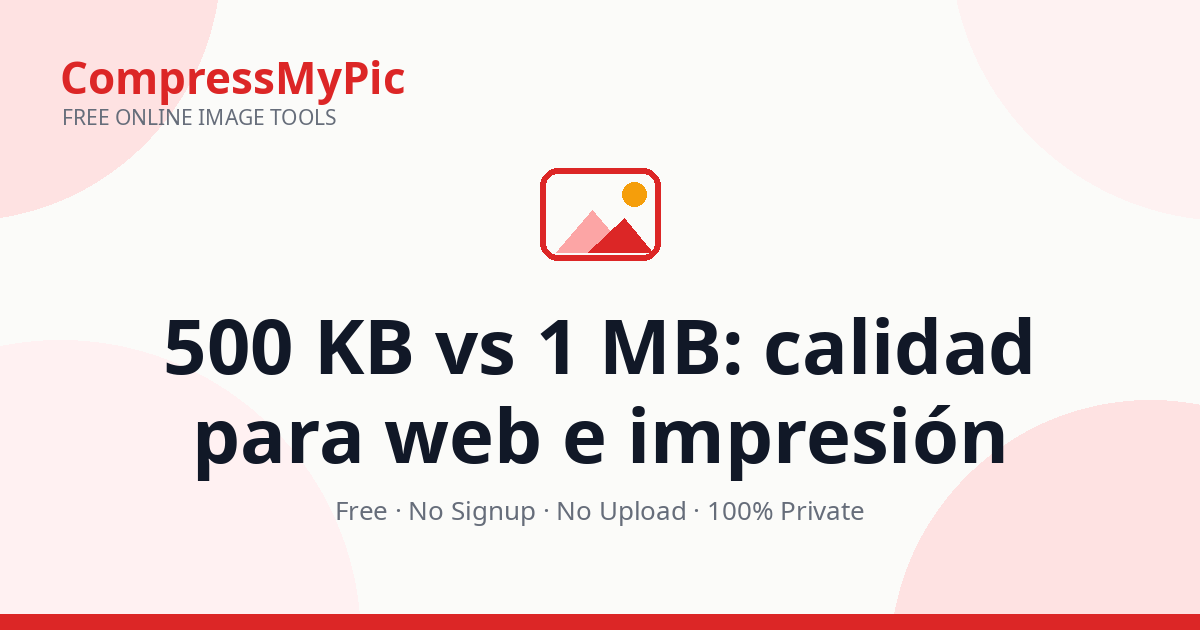 CompressMyPic
FREE ONLINE IMAGE TOOLS
500 KB vs 1 MB: calidad
para web e impresión
Free · No Signup · No Upload · 100% Private